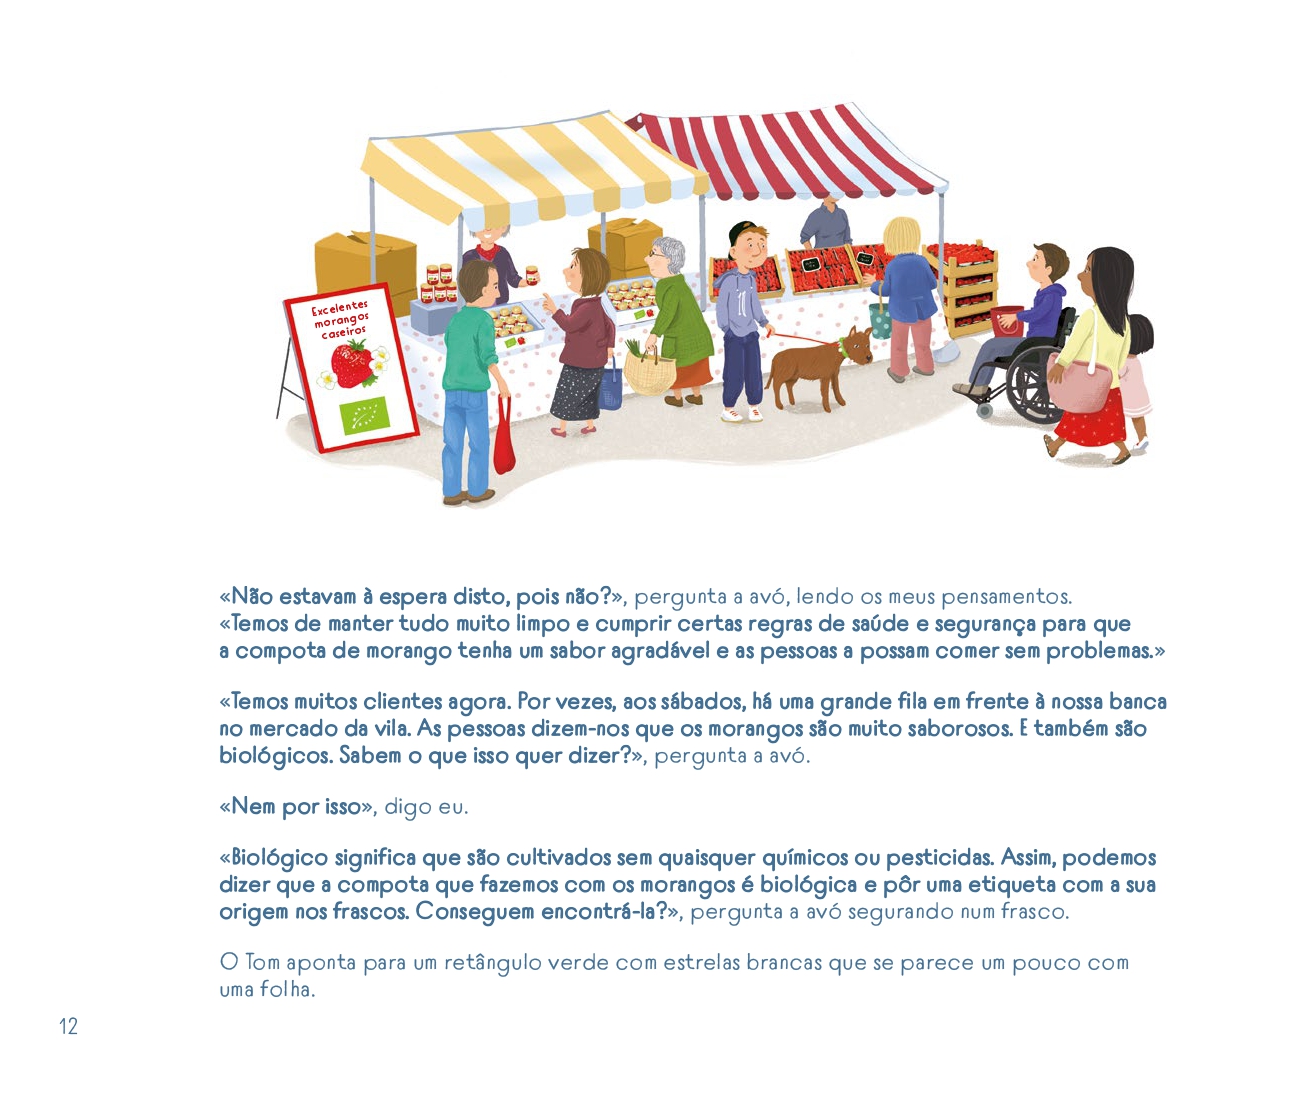 Excelentes
morangos
caseiros
«Não estavam à espera disto, pois não?», pergunta a avó, lendo os meus pensamentos.
«Temos de manter tudo muito limpo e cumprir certas regras de saúde e segurança para que
a compota de morango tenha um sabor agradável e as pessoas a possam comer sem problemas.»
«Temos muitos clientes agora. Por vezes, aos sábados, há uma grande fila em frente à nossa banca
no mercado da vila. As pessoas dizem-nos que os morangos são muito saborosos. E também são
biológicos. Sabem o que isso quer dizer?», pergunta a avó.
«Nem por isso», digo eu.
«Biológico significa que são cultivados sem quaisquer químicos ou pesticidas. Assim, podemos
dizer que a compota que fazemos com os morangos é biológica e pôr uma etiqueta com a sua
origem nos frascos. Conseguem encontrá-la?», pergunta a avó segurando num frasco.
O Tom aponta para um retângulo verde com estrelas brancas que se parece um pouco com
uma folha.
12